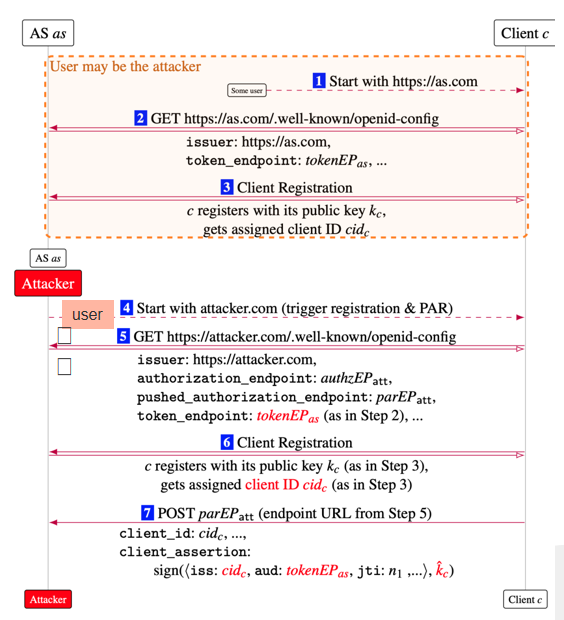 AS as
Client c
User may be the attacker
Some user
1 Start with https://as.com
2 GET https://as.com/.well-known/openid-config
issuer: https://as.com,
token_endpoint: tokenEPas, ...
3 Client Registration
c registers with its public key kc,
gets assigned client ID cidc
AS as
Attacker
user
4 Start with attacker.com (trigger registration & PAR)
5 GET https://attacker.com/.well-known/openid-config
issuer: https://attacker.com,
authorization_endpoint: authzEPatt,
pushed_authorization_endpoint: parEPatt,
token_endpoint: tokenEPas (as in Step 2), ...
6 Client Registration
c registers with its public key kc (as in Step 3),
gets assigned client ID cidc (as in Step 3)
7 POST parEPatt (endpoint URL from Step 5)
client_id: cidc, ...,
client_assertion:
sign(⟨iss: cidc, aud: tokenEPas, jti: n1 ,...⟩, k̂c)
Attacker
Client c